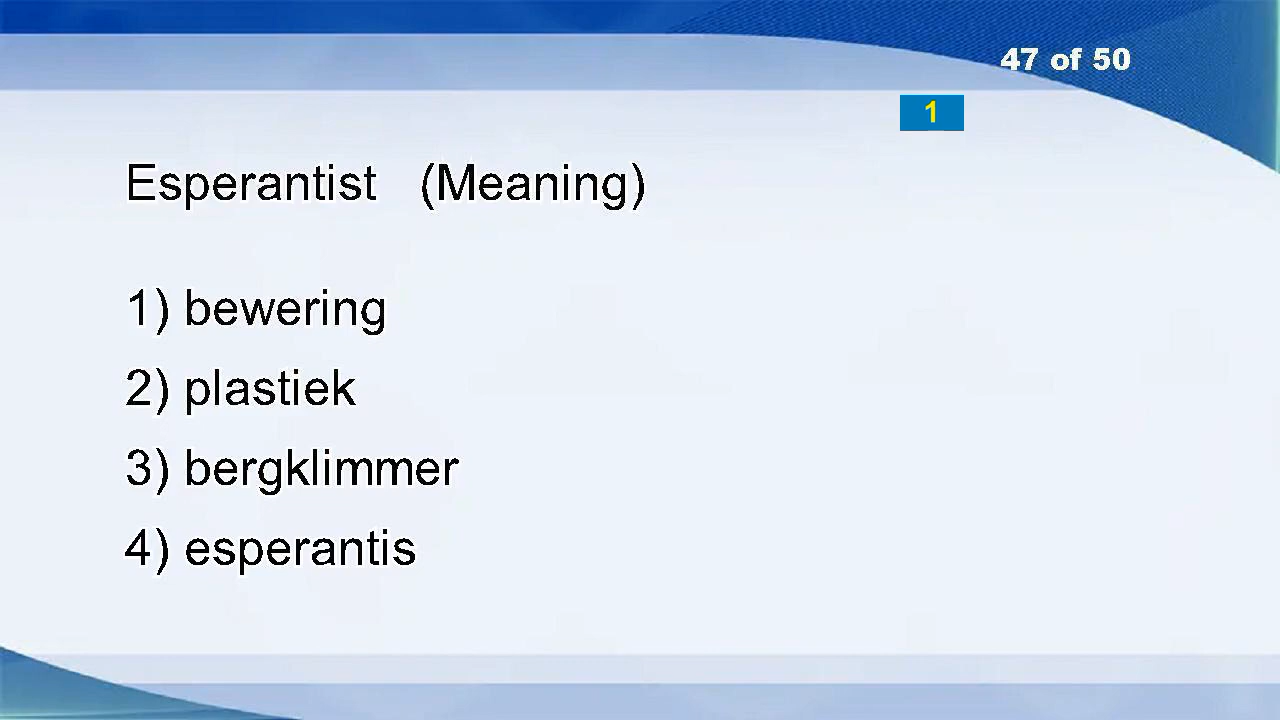 47 of 50
1
Esperantist (Meaning)
1) bewering
2) plastiek
3) bergklimmer
4) esperantis